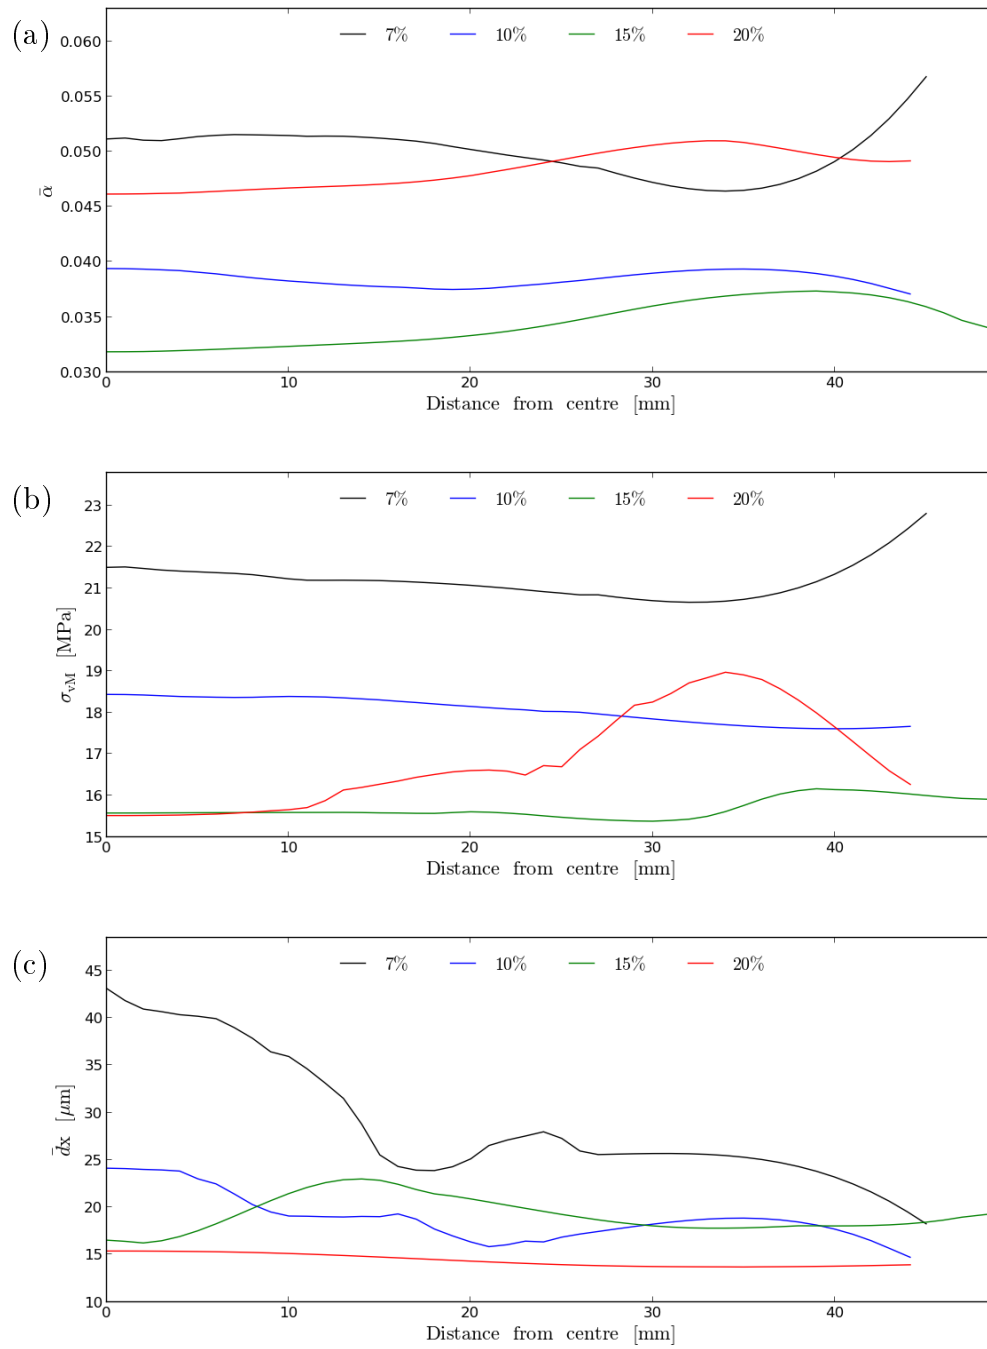 (a)
7% 10% 15% 20%
0.060
0.055
0.050
0.045
0.040
0.035
0.030
ᾱ
0 10 20 30 40
Distance from centre [mm]
(b)
7% 10% 15% 20%
23
22
21
20
19
18
17
16
15
σvM [MPa]
0 10 20 30 40
Distance from centre [mm]
(c)
7% 10% 15% 20%
45
40
35
30
25
20
15
10
d̄x [μm]
0 10 20 30 40
Distance from centre [mm]